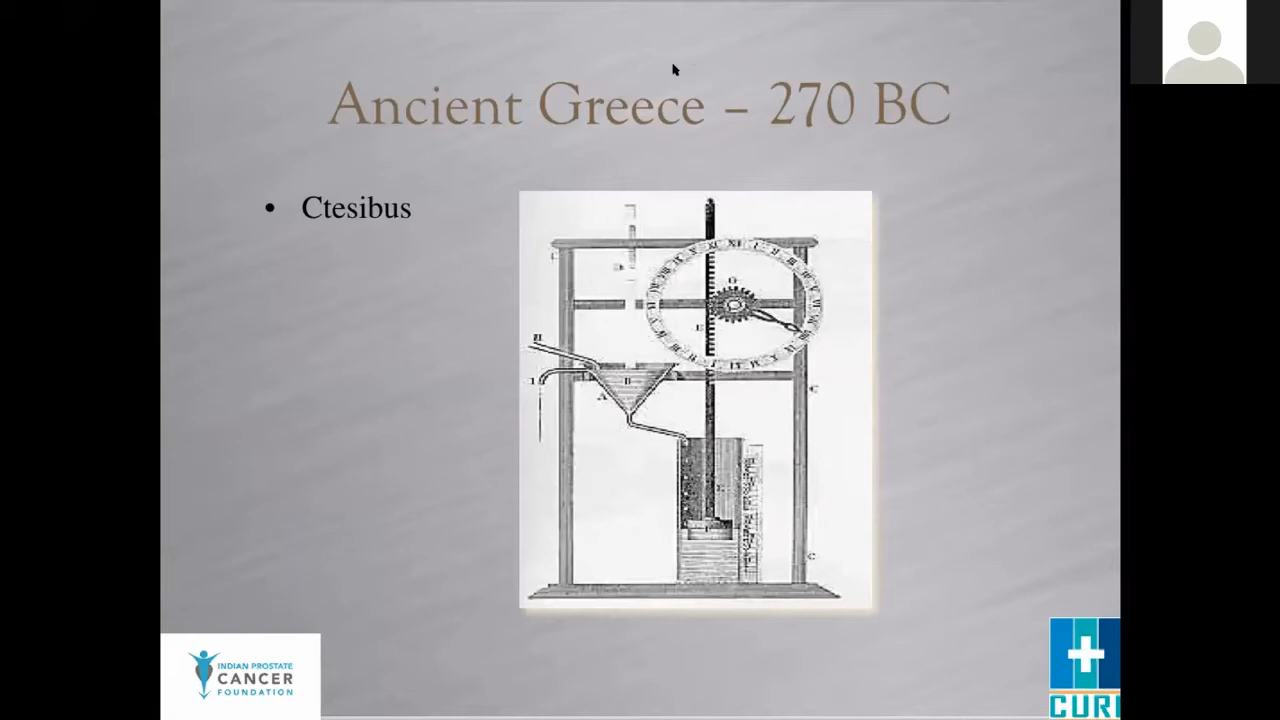 Ancient Greece – 270 BC
• Ctesibus
INDIAN PROSTATE
CANCER
FOUNDATION
CURI